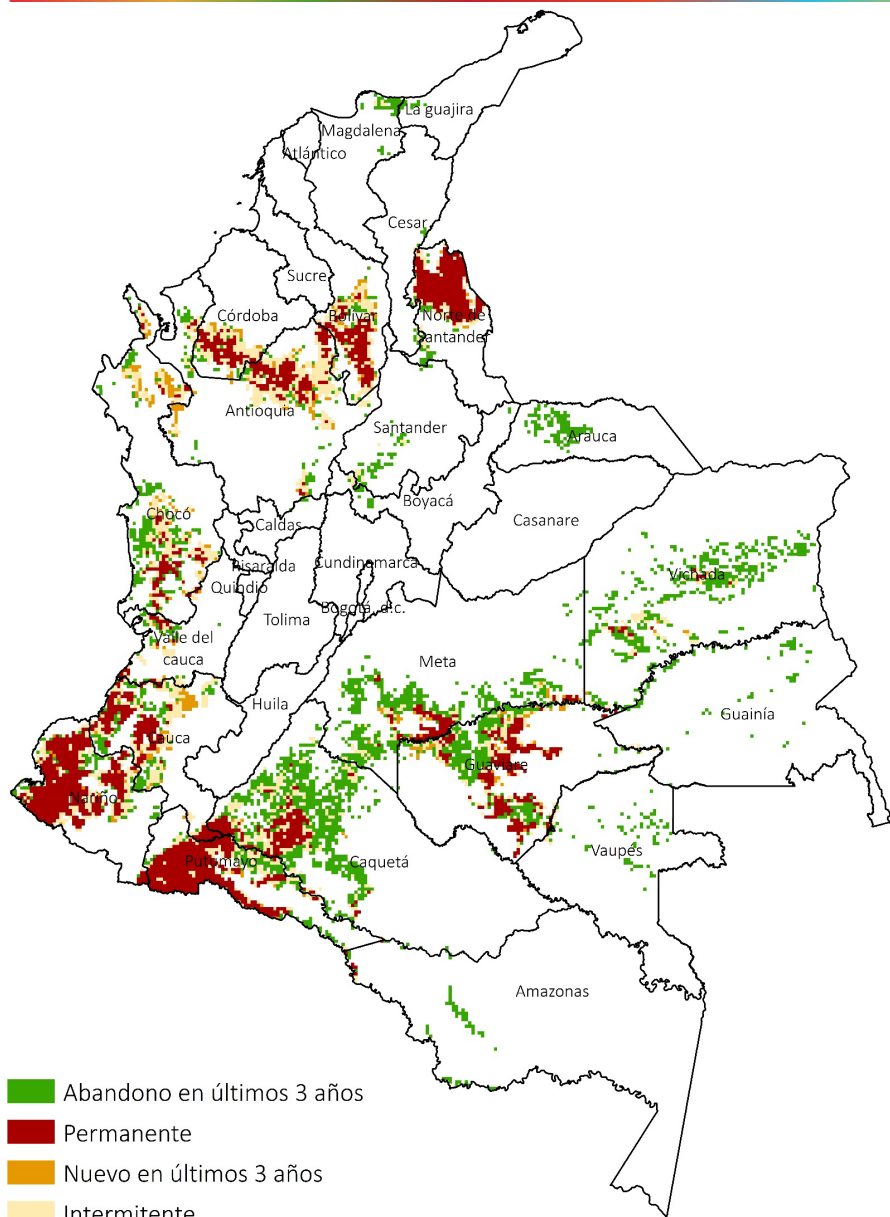 La guajira
Magdalena
Atlántico
Cesar
Sucre
Córdoba
Bolívar
Norte de
Santander
Antioquia
Santander
Arauca
Boyacá
Chocó
Caldas
Casanare
Risaralda
Cundinamarca
Vichada
Quindío
Bogotá, d.c.
Tolima
Valle del
cauca
Meta
Huila
Guainía
Cauca
Guaviare
Nariño
Putumayo
Caquetá
Vaupés
Amazonas
Abandono en últimos 3 años
Permanente
Nuevo en últimos 3 años
Intermitente